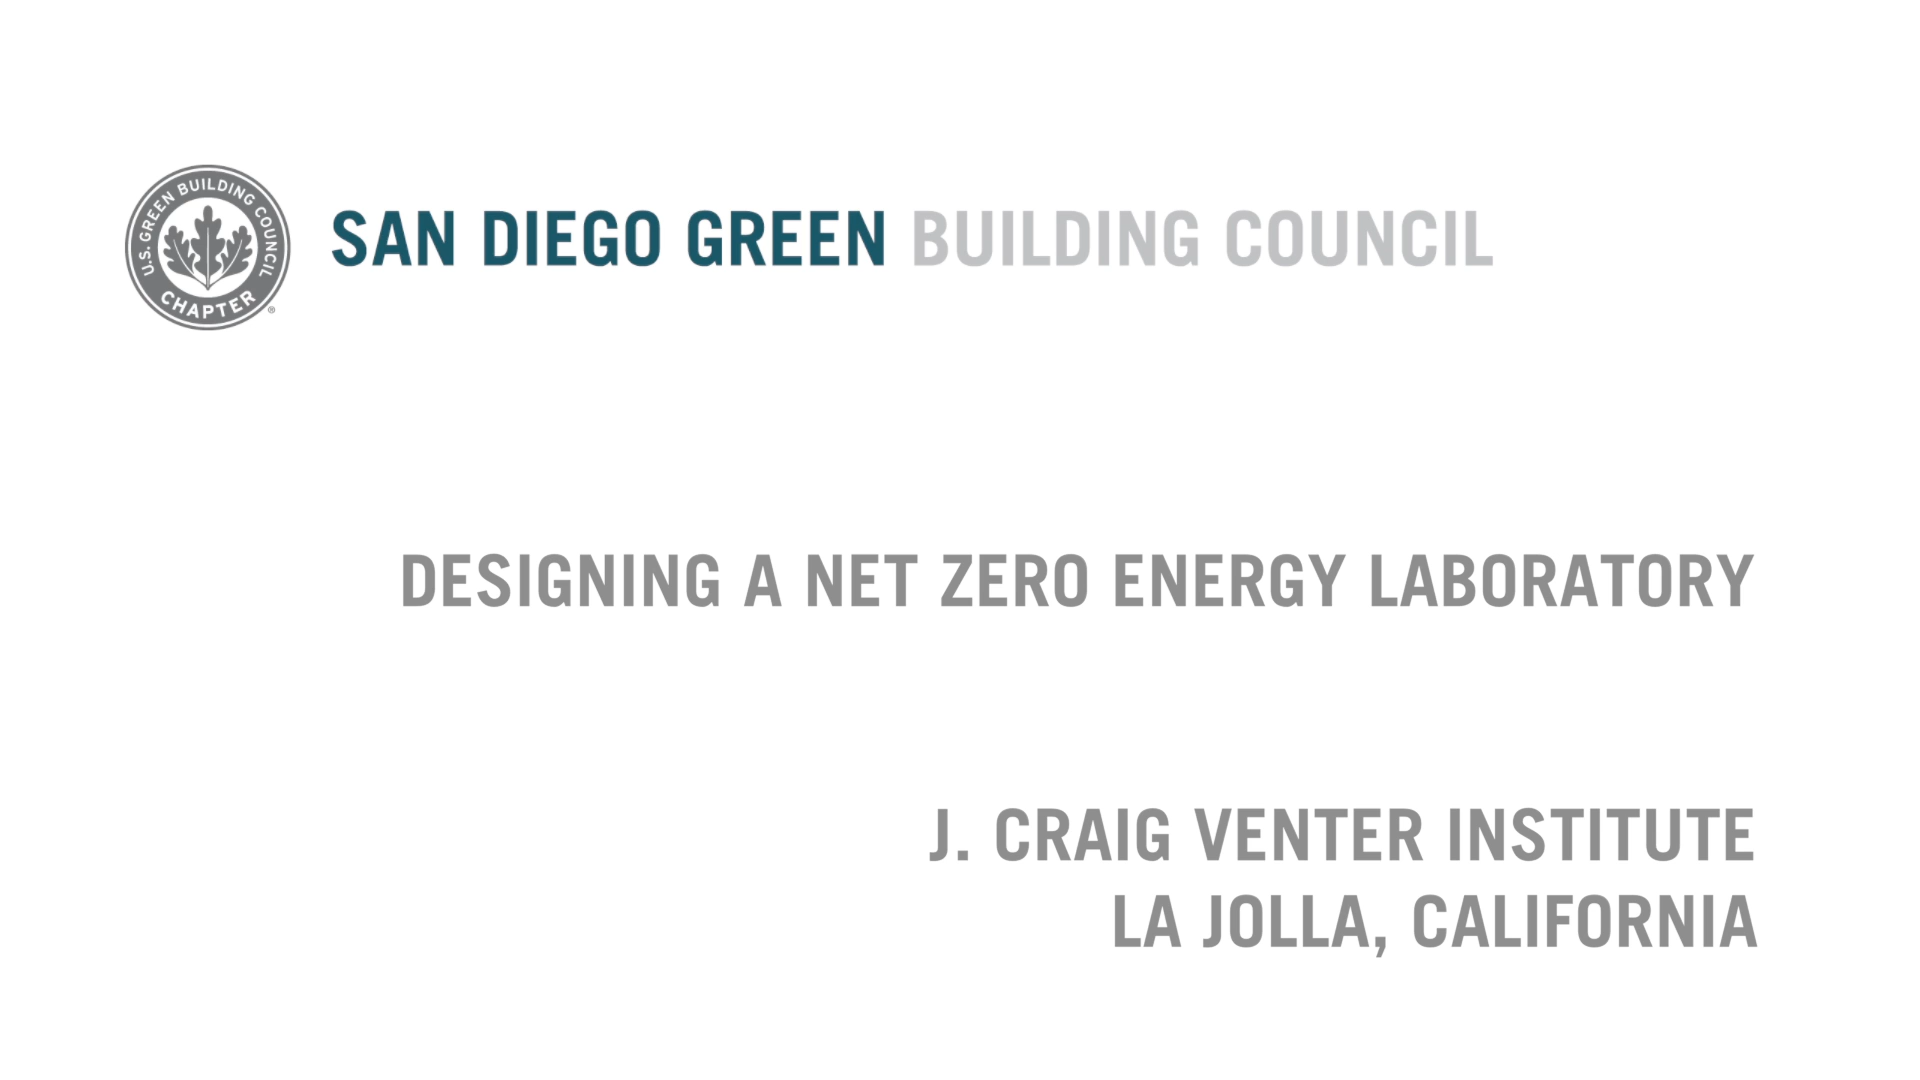 U.S. GREEN BUILDING COUNCIL
CHAPTER
®
SAN DIEGO GREEN BUILDING COUNCIL
DESIGNING A NET ZERO ENERGY LABORATORY
J. CRAIG VENTER INSTITUTE
LA JOLLA, CALIFORNIA